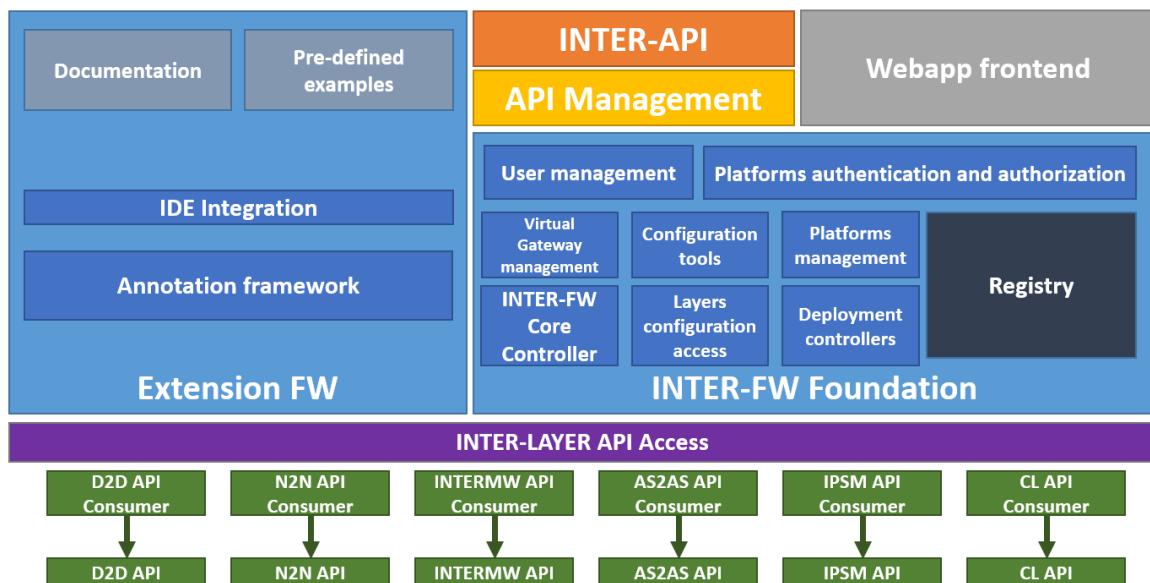 Documentation
Pre-defined
examples
IDE Integration
Annotation framework
Extension FW
INTER-API
API Management
Webapp frontend
User management
Platforms authentication and authorization
Virtual
Gateway
management
Configuration
tools
Platforms
management
Registry
INTER-FW
Core
Controller
Layers
configuration
access
Deployment
controllers
INTER-FW Foundation
INTER-LAYER API Access
D2D API
Consumer
N2N API
Consumer
INTERMW API
Consumer
AS2AS API
Consumer
IPSM API
Consumer
CL API
Consumer
D2D API
N2N API
INTERMW API
AS2AS API
IPSM API
CL API